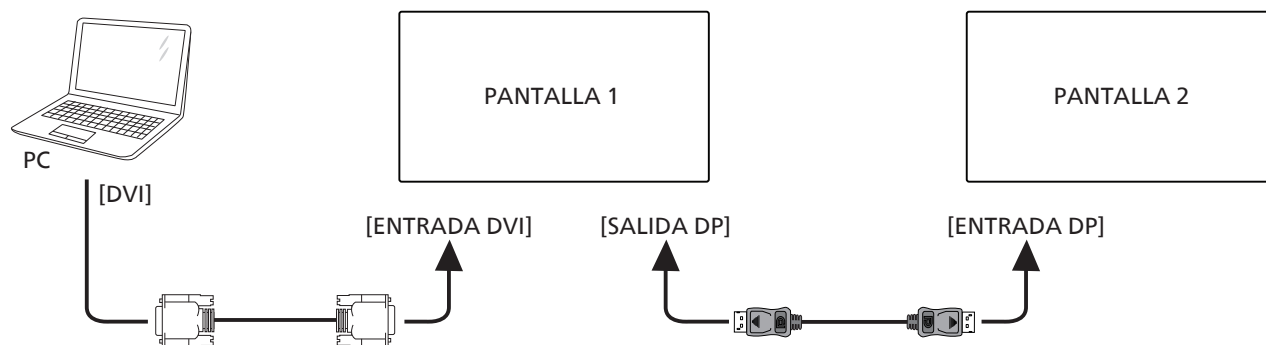 PANTALLA 1
PANTALLA 2
PC
[DVI]
[ENTRADA DVI]
[SALIDA DP]
[ENTRADA DP]